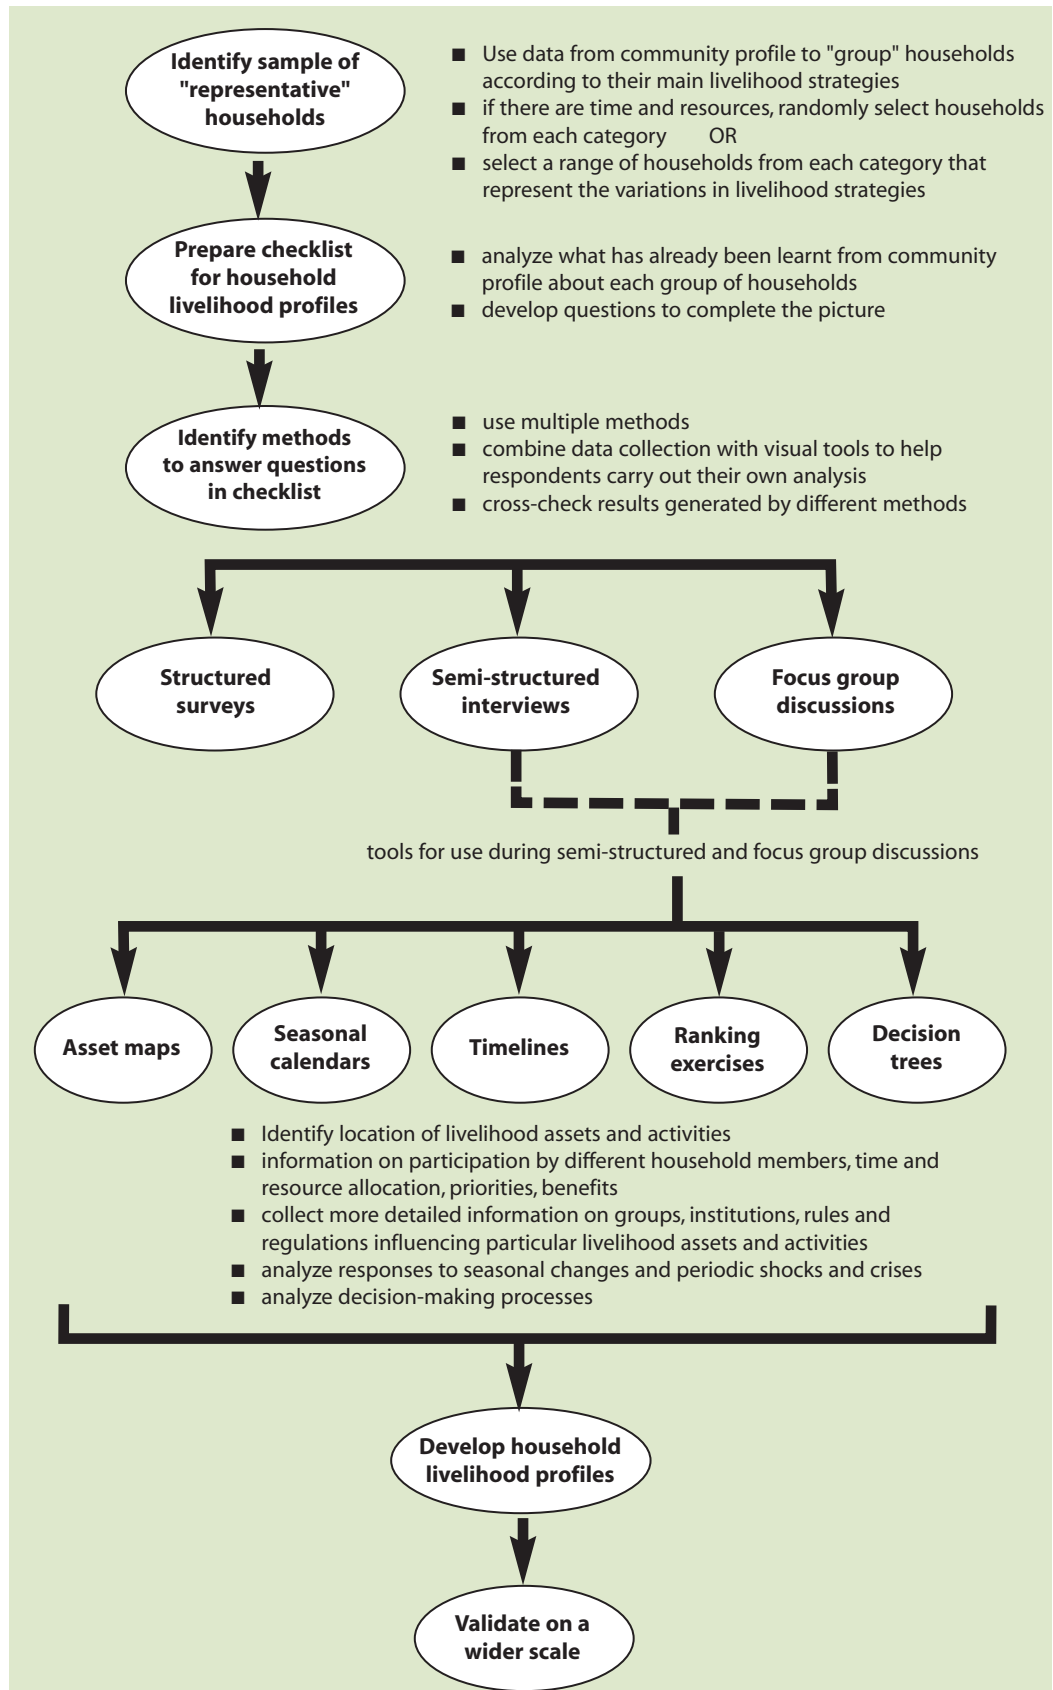 Identify sample of
"representative"
households
■ Use data from community profile to "group" households
according to their main livelihood strategies
■ if there are time and resources, randomly select households
from each category OR
■ select a range of households from each category that
represent the variations in livelihood strategies
Prepare checklist
for household
livelihood profiles
■ analyze what has already been learnt from community
profile about each group of households
■ develop questions to complete the picture
Identify methods
to answer questions
in checklist
■ use multiple methods
■ combine data collection with visual tools to help
respondents carry out their own analysis
■ cross-check results generated by different methods
Structured
surveys
Semi-structured
interviews
Focus group
discussions
tools for use during semi-structured and focus group discussions
Asset maps
Seasonal
calendars
Timelines
Ranking
exercises
Decision
trees
■ Identify location of livelihood assets and activities
■ information on participation by different household members, time and
resource allocation, priorities, benefits
■ collect more detailed information on groups, institutions, rules and
regulations influencing particular livelihood assets and activities
■ analyze responses to seasonal changes and periodic shocks and crises
■ analyze decision-making processes
Develop household
livelihood profiles
Validate on a
wider scale